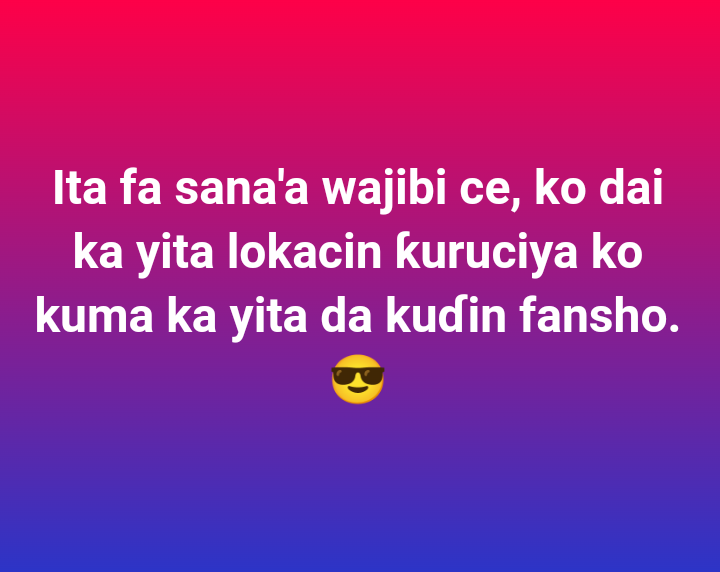 Ita fa sana'a wajibi ce, ko dai
ka yita lokacin ƙuruciya ko
kuma ka yita da kuɗin fansho.
😎